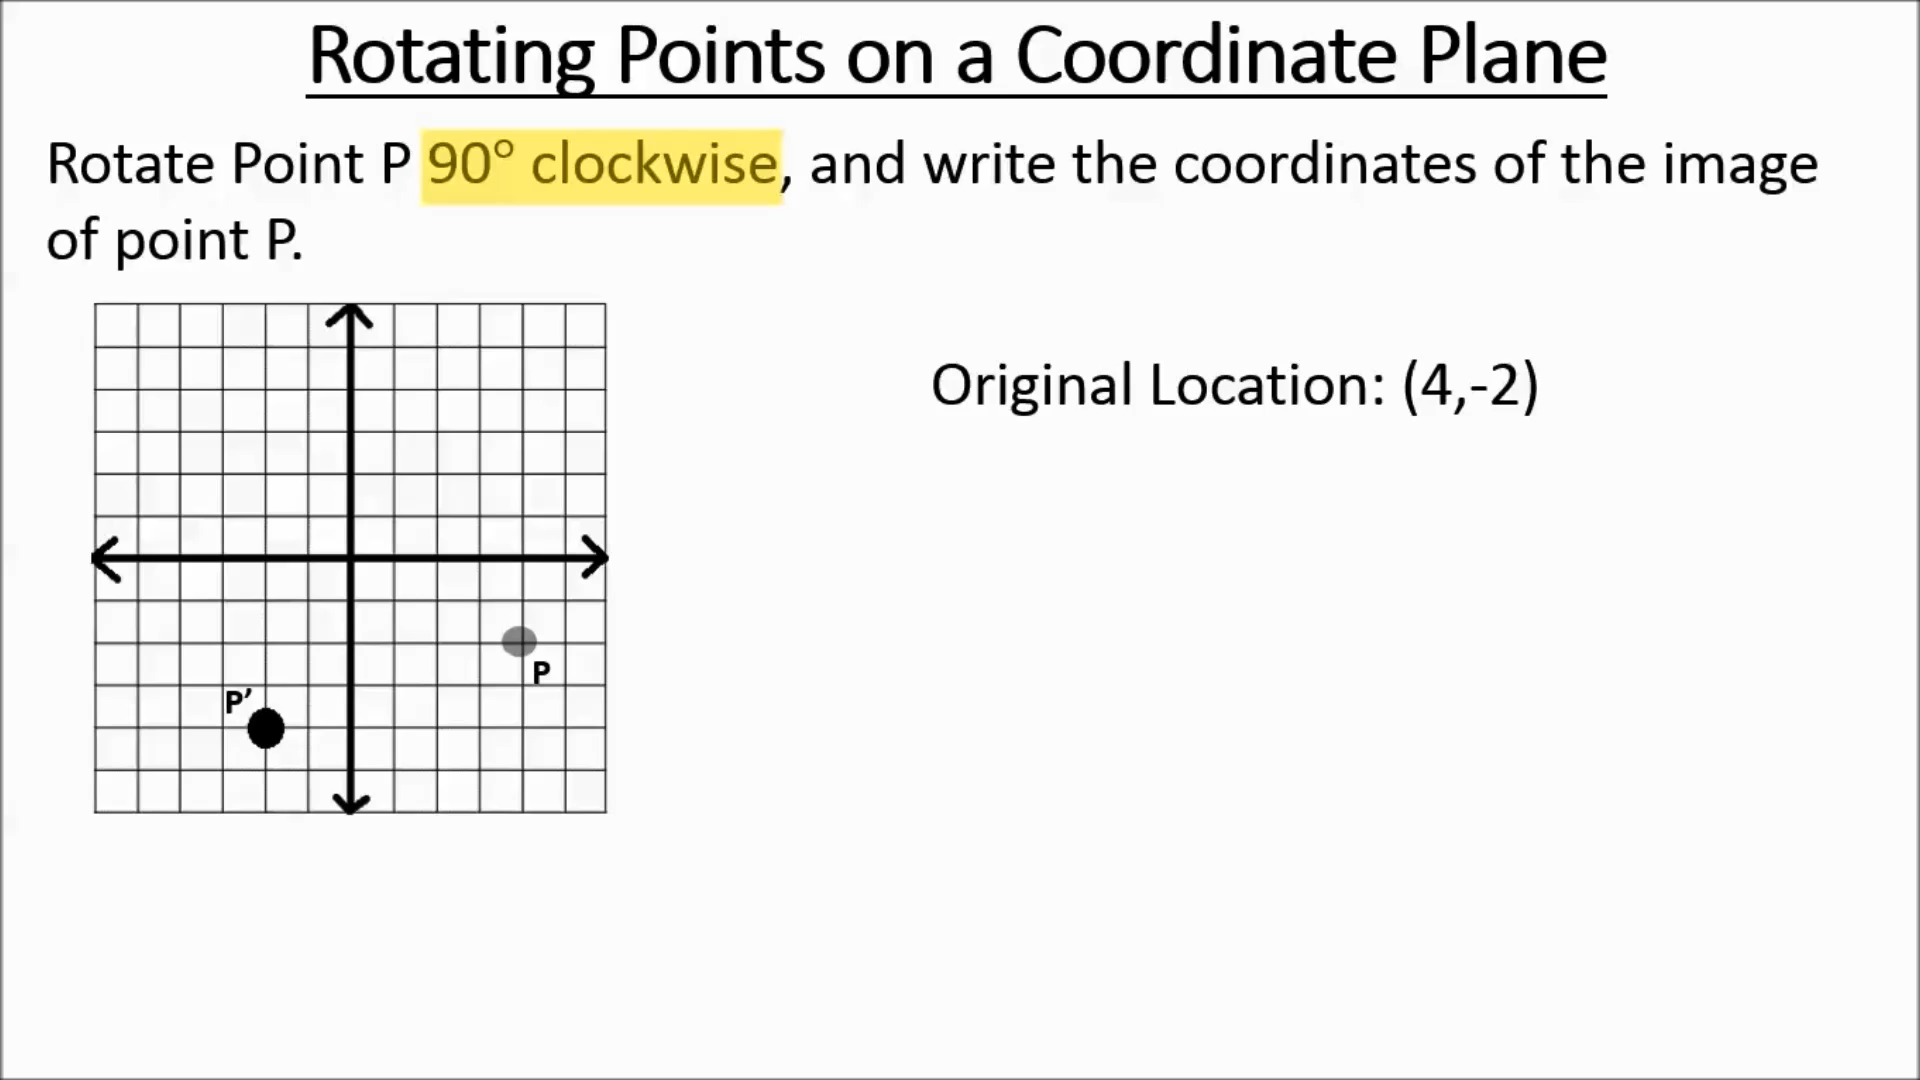 Rotating Points on a Coordinate Plane
Rotate Point P 90° clockwise, and write the coordinates of the image
of point P.
Original Location: (4,-2)
P
P’